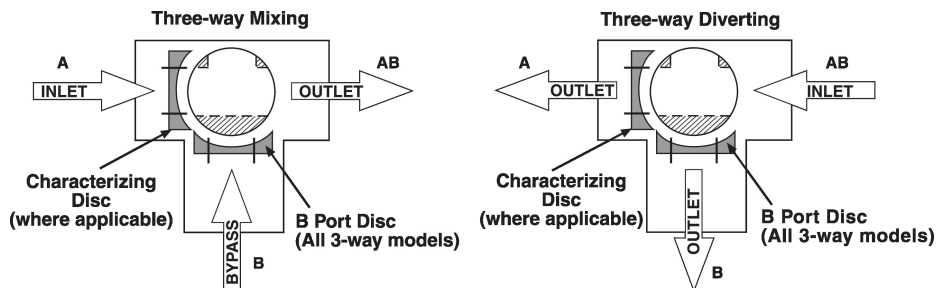 Three-way Mixing
A
AB
INLET
OUTLET
Characterizing
Disc
(where applicable)
B Port Disc
(All 3-way models)
BYPASS
B
Three-way Diverting
A
AB
OUTLET
INLET
Characterizing
Disc
(where applicable)
B Port Disc
(All 3-way models)
OUTLET
B